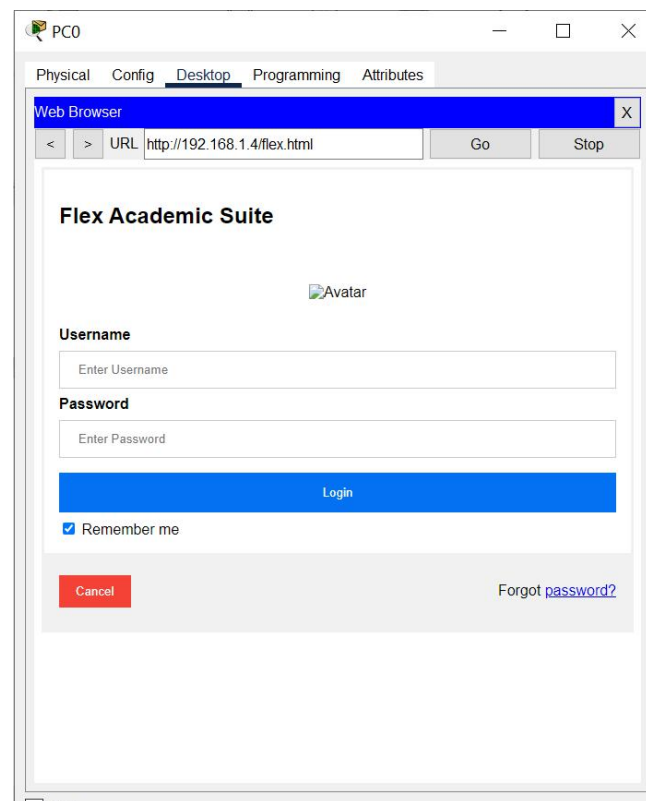 PC0
Physical Config Desktop Programming Attributes
Web Browser X
< > URL http://192.168.1.4/flex.html Go Stop
Flex Academic Suite
Avatar
Username
Enter Username
Password
Enter Password
Login
Remember me
Cancel Forgot password?